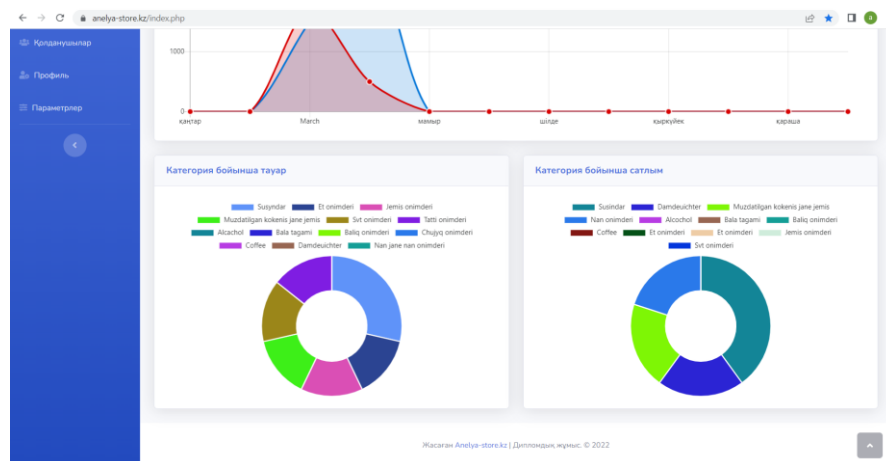 anelya-store.kz/index.php
Қолданушылар
Профиль
Параметрлер
1000
0
қаңтар March мамыр шілде қыркүйек қараша
Категория бойынша тауар
Susyndar Et onimderi Jemis onimderi
Muzdatilgan kokenis jane jemis Svt onimderi Tatti onimderi
Alcachol Bala tagami Baliq onimderi Chujyq onimderi
Coffee Damdeuichter Nan jane nan onimderi
Категория бойынша сатлым
Susindar Damdeuichter Muzdatilgan kokenis jane jemis
Nan onimderi Alcochol Bala tagami Baliq onimderi
Coffee Et onimderi Et onimderi Jemis onimderi
Svt onimderi
Жасаған Anelya-store.kz | Дипломдық жұмыс. © 2022